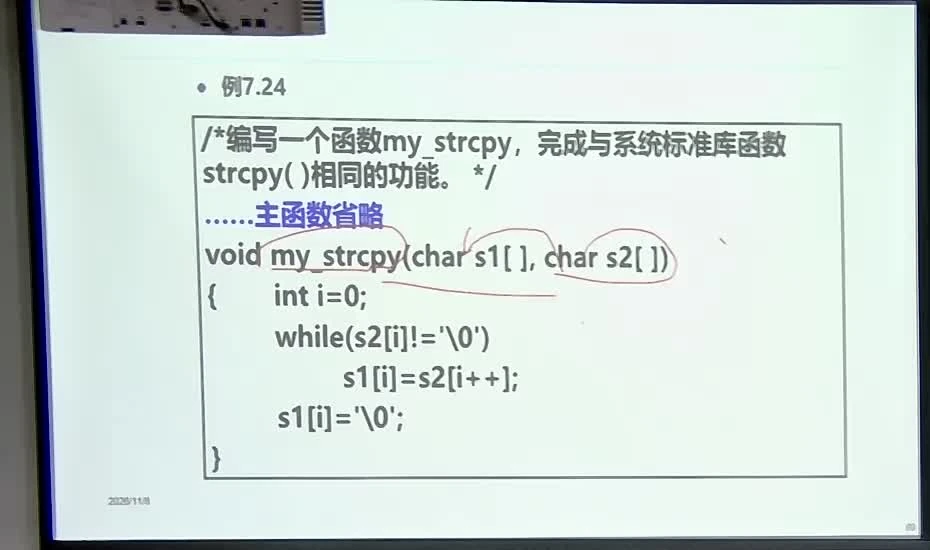 • 例7.24
/*编写一个函数my_strcpy，完成与系统标准库函数
strcpy( )相同的功能。 */
……主函数省略
void my_strcpy(char s1[ ], char s2[ ])
{ int i=0;
while(s2[i]!='\0')
s1[i]=s2[i++];
s1[i]='\0';
}